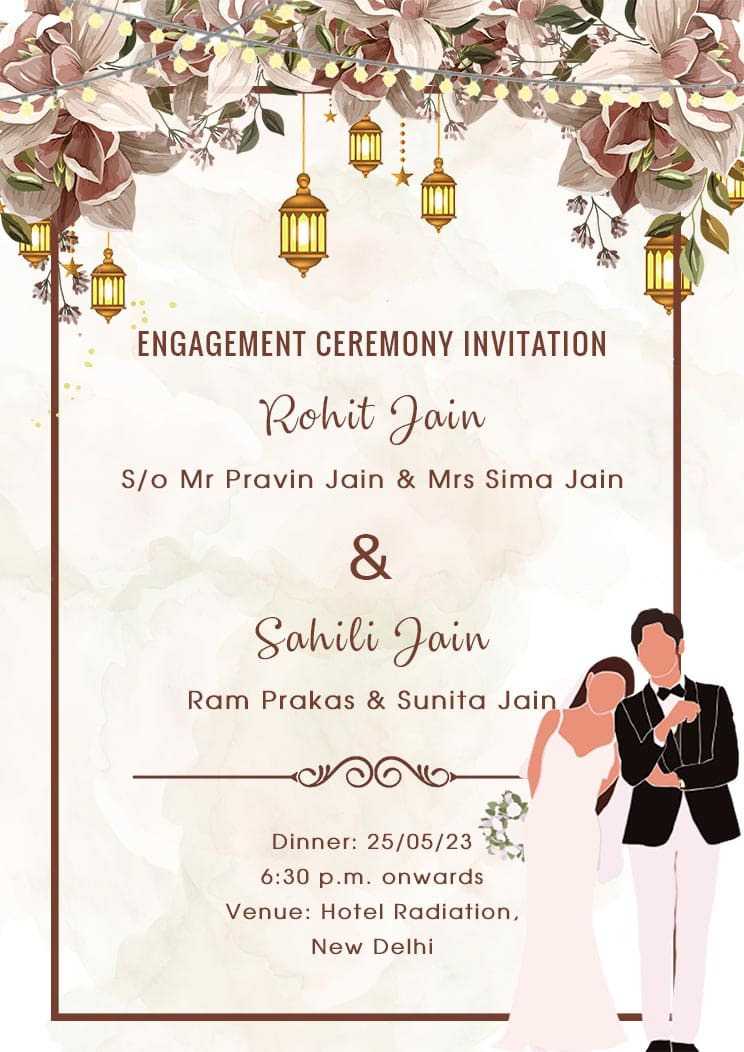 ENGAGEMENT CEREMONY INVITATION
Rohit Jain
S/o Mr Pravin Jain & Mrs Sima Jain
&
Sahili Jain
Ram Prakas & Sunita Jain
Dinner: 25/05/23
6:30 p.m. onwards
Venue: Hotel Radiation,
New Delhi